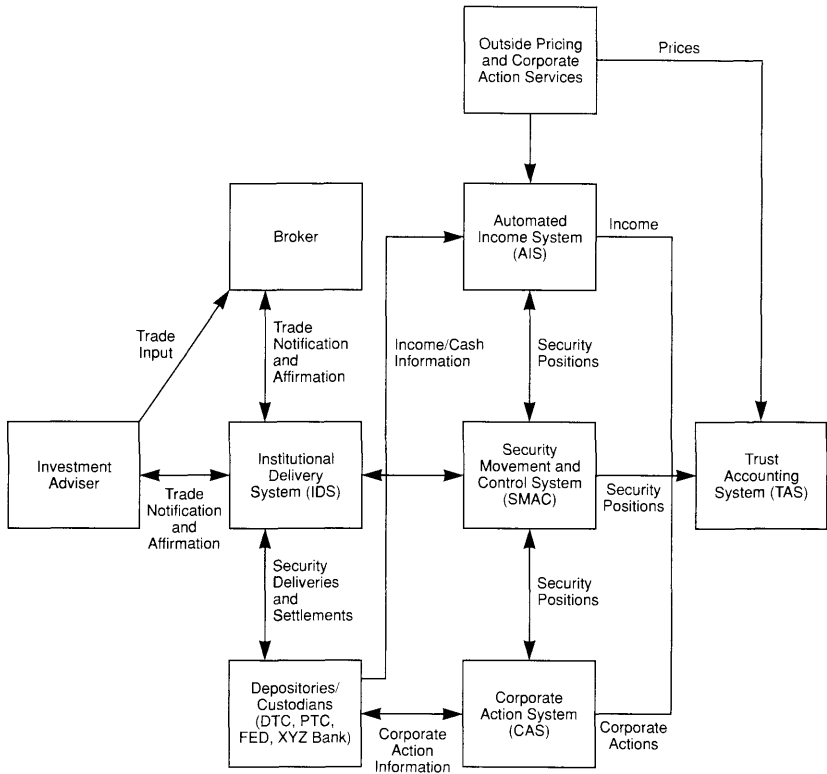 Outside Pricing
and Corporate
Action Services
Prices
Automated
Income System
(AIS)
Income
Broker
Trade
Input
Trade
Notification
and
Affirmation
Income/Cash
Information
Security
Positions
Investment
Adviser
Trade
Notification
and
Affirmation
Institutional
Delivery
System (IDS)
Security
Movement and
Control System
(SMAC)
Security
Positions
Trust
Accounting
System (TAS)
Security
Deliveries
and
Settlements
Security
Positions
Depositories/
Custodians
(DTC, PTC,
FED, XYZ Bank)
Corporate
Action
Information
Corporate
Action System
(CAS)
Corporate
Actions